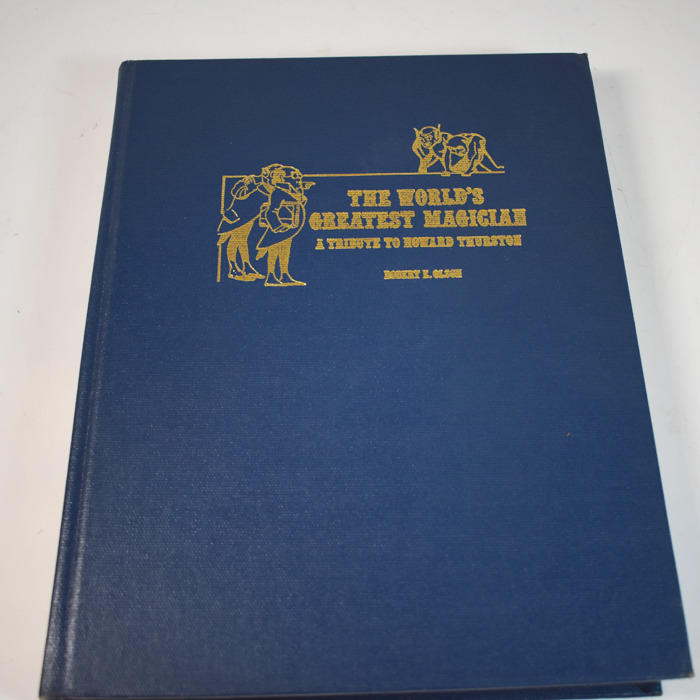 THE WORLD'S
GREATEST MAGICIAN
A TRIBUTE TO HOWARD THURSTON
ROBERT E. OLSON